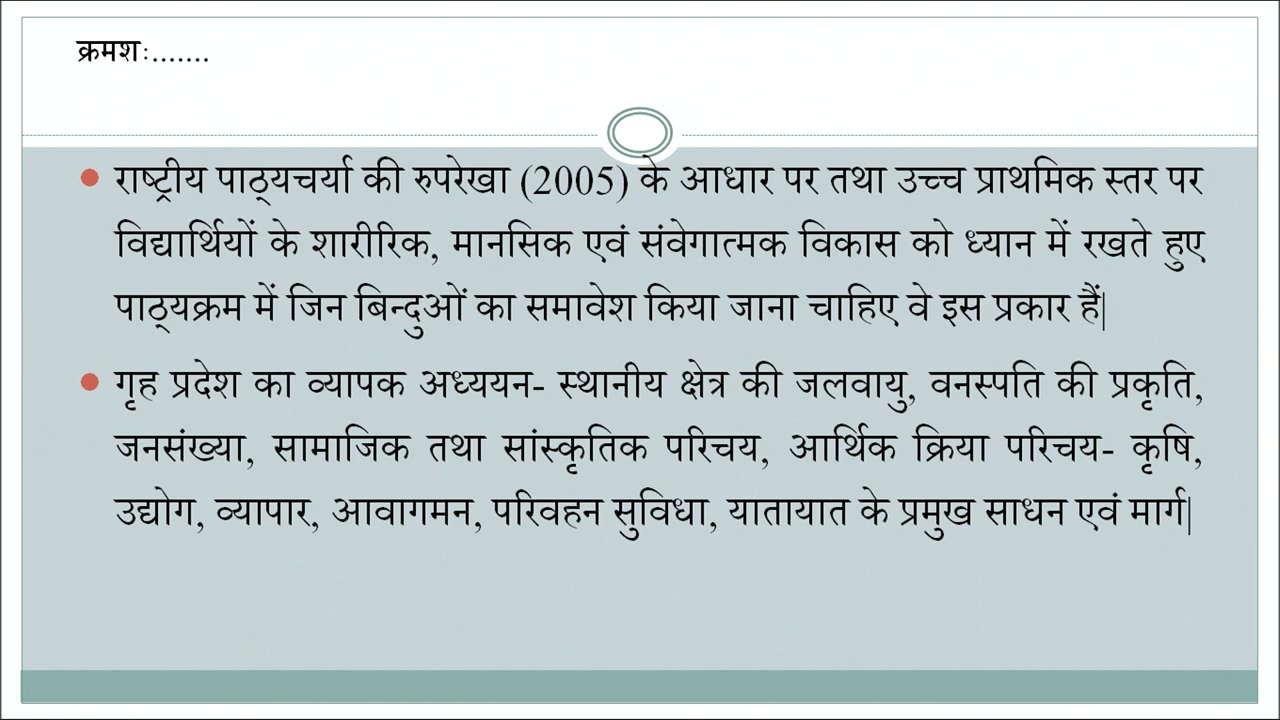 क्रमशः.......
राष्ट्रीय पाठ्यचर्या की रुपरेखा (2005) के आधार पर तथा उच्च प्राथमिक स्तर पर
विद्यार्थियों के शारीरिक, मानसिक एवं संवेगात्मक विकास को ध्यान में रखते हुए
पाठ्यक्रम में जिन बिन्दुओं का समावेश किया जाना चाहिए वे इस प्रकार हैं|
गृह प्रदेश का व्यापक अध्ययन- स्थानीय क्षेत्र की जलवायु, वनस्पति की प्रकृति,
जनसंख्या, सामाजिक तथा सांस्कृतिक परिचय, आर्थिक क्रिया परिचय- कृषि,
उद्योग, व्यापार, आवागमन, परिवहन सुविधा, यातायात के प्रमुख साधन एवं मार्ग|